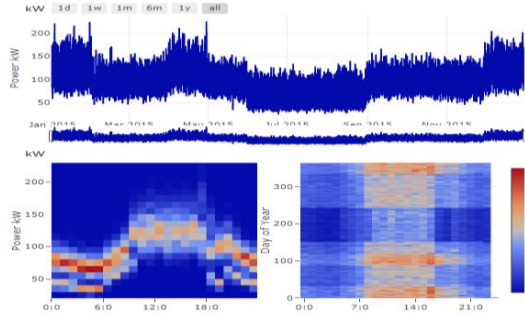 kW 1d 1w 1m 6m 1y all
200
150
100
50
Power kW
Jan 2015 Mar 2015 May 2015 Jul 2015 Sep 2015 Nov 2015
kW
200
150
100
50
Power kW
0:0 6:0 12:0 18:0
300
200
100
0
Day of Year
0:0 7:0 14:0 21:0